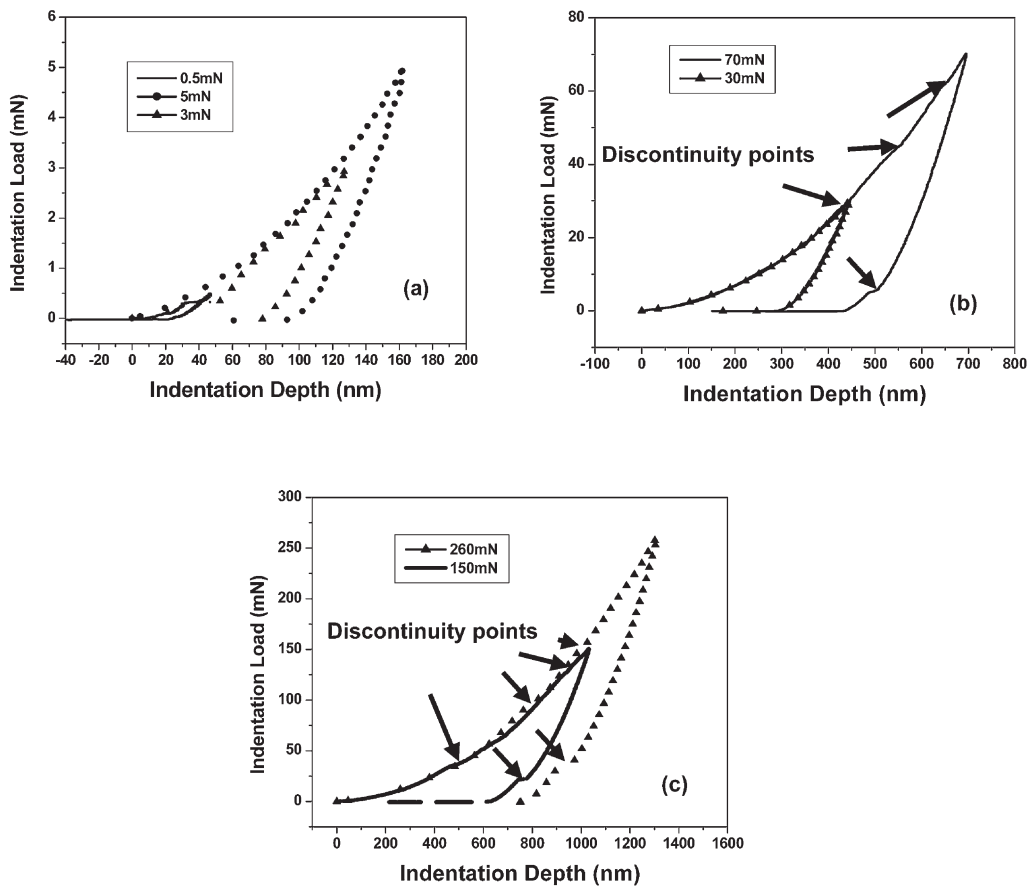 6
5
4
3
2
1
0
Indentation Load (mN)
0.5mN
5mN
3mN
(a)
-40 -20 0 20 40 60 80 100 120 140 160 180 200
Indentation Depth (nm)
80
60
40
20
0
Indentation Load (mN)
70mN
30mN
Discontinuity points
(b)
-100 0 100 200 300 400 500 600 700 800
Indentation Depth (nm)
300
250
200
150
100
50
0
Indentation Load (mN)
260mN
150mN
Discontinuity points
(c)
0 200 400 600 800 1000 1200 1400 1600
Indentation Depth (nm)